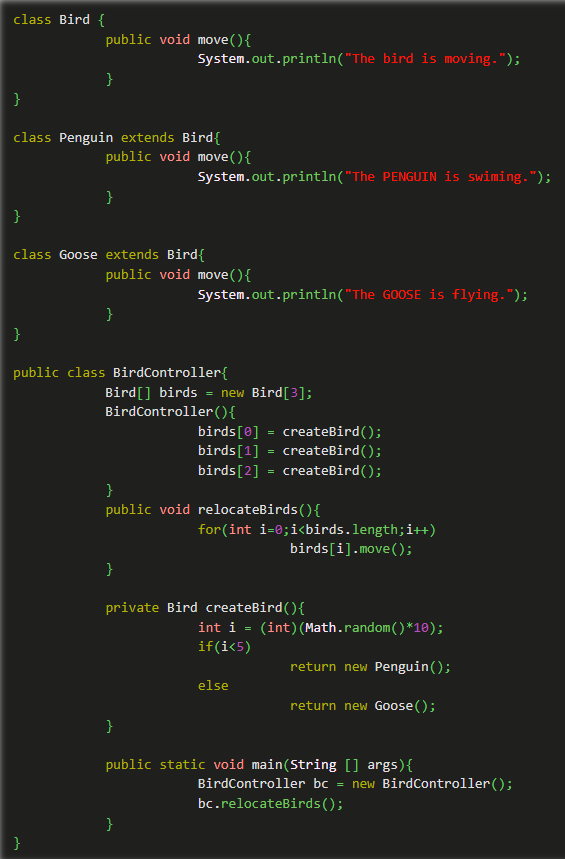 class Bird {
public void move(){
System.out.println("The bird is moving.");
}
}
class Penguin extends Bird{
public void move(){
System.out.println("The PENGUIN is swiming.");
}
}
class Goose extends Bird{
public void move(){
System.out.println("The GOOSE is flying.");
}
}
public class BirdController{
Bird[] birds = new Bird[3];
BirdController(){
birds[0] = createBird();
birds[1] = createBird();
birds[2] = createBird();
}
public void relocateBirds(){
for(int i=0;i<birds.length;i++)
birds[i].move();
}
private Bird createBird(){
int i = (int)(Math.random()*10);
if(i<5)
return new Penguin();
else
return new Goose();
}
public static void main(String [] args){
BirdController bc = new BirdController();
bc.relocateBirds();
}
}